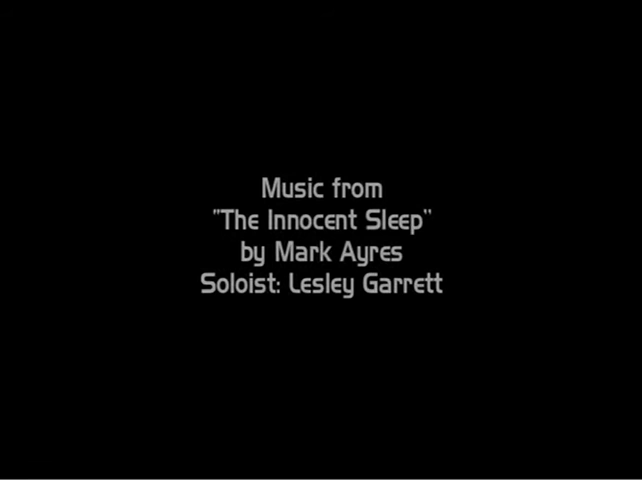 Music from
"The Innocent Sleep"
by Mark Ayres
Soloist: Lesley Garrett